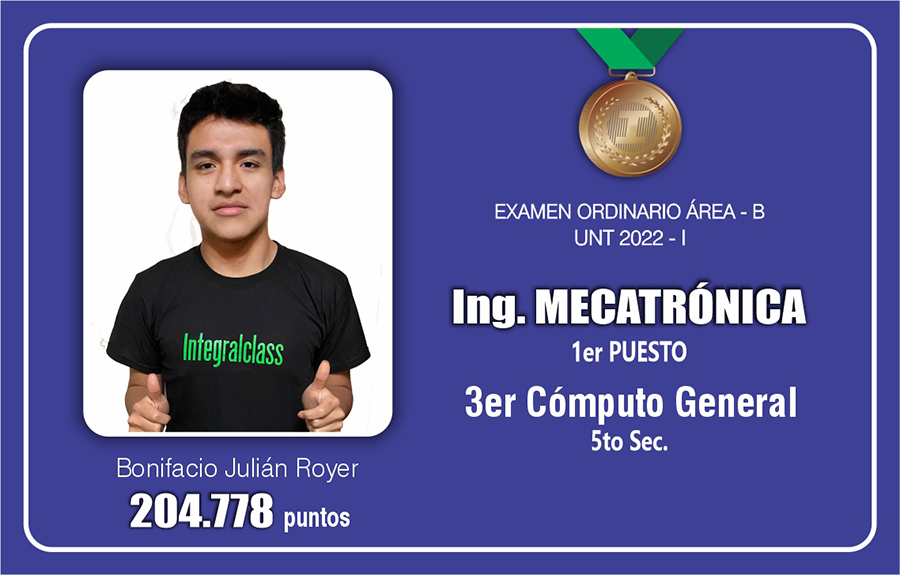 EXAMEN ORDINARIO ÁREA - B
UNT 2022 - I
Ing. MECATRÓNICA
1er PUESTO
3er Cómputo General
5to Sec.
Integralclass
Bonifacio Julián Royer
204.778 puntos